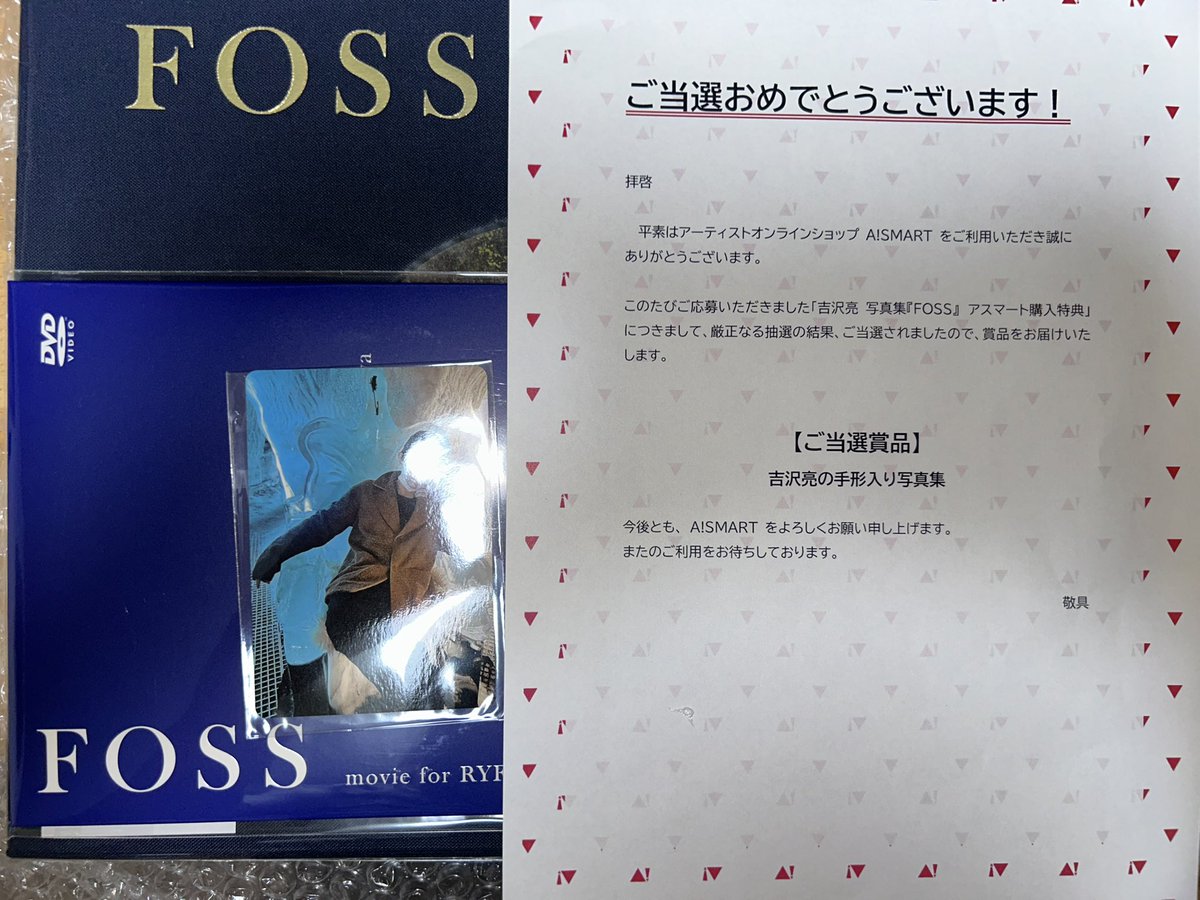 FOSS
DVD
VIDEO
a
FOSS
movie for RY
ご当選おめでとうございます！
拝啓
平素はアーティストオンラインショップ A!SMART をご利用いただき誠に
ありがとうございます。
このたびご応募いただきました「吉沢亮 写真集『FOSS』 アスマート購入特典」
につきまして、厳正なる抽選の結果、ご当選されましたので、賞品をお届けいた
します。
【ご当選賞品】
吉沢亮の手形入り写真集
今後とも、A!SMART をよろしくお願い申し上げます。
またのご利用をお待ちしております。
敬具